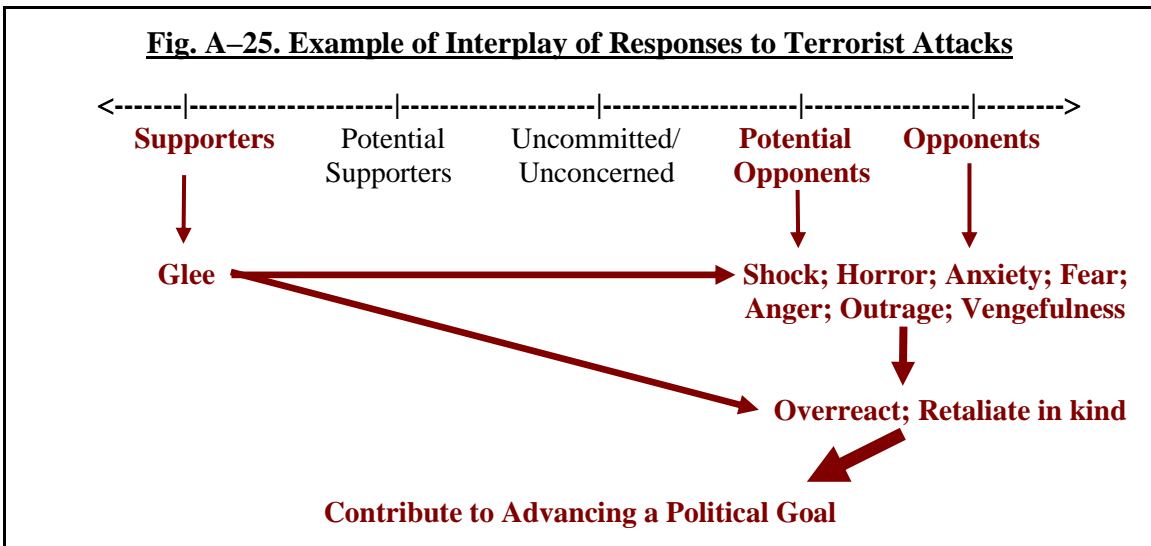 Fig. A–25. Example of Interplay of Responses to Terrorist Attacks
<-------|---------------------|--------------------|--------------------|-----------------|--------->
Supporters Potential Uncommitted/ Potential Opponents
Supporters Unconcerned Opponents
Glee Shock; Horror; Anxiety; Fear;
Anger; Outrage; Vengefulness
Overreact; Retaliate in kind
Contribute to Advancing a Political Goal